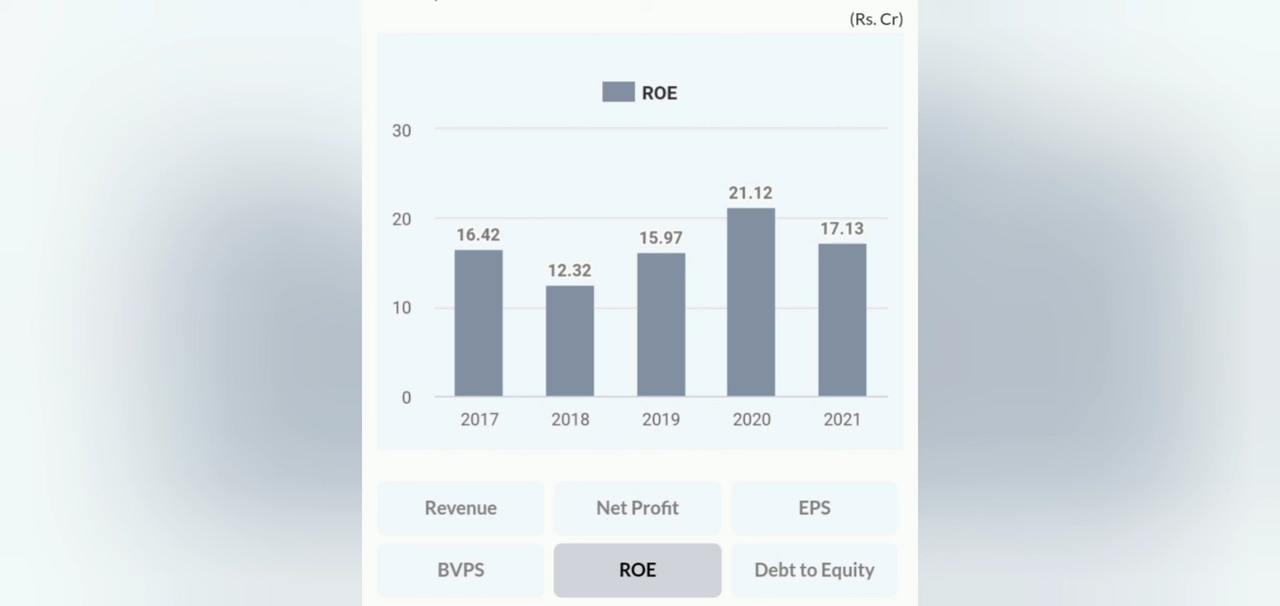 (Rs. Cr)
ROE
30
20
10
0
16.42
12.32
15.97
21.12
17.13
2017 2018 2019 2020 2021
Revenue Net Profit EPS
BVPS ROE Debt to Equity